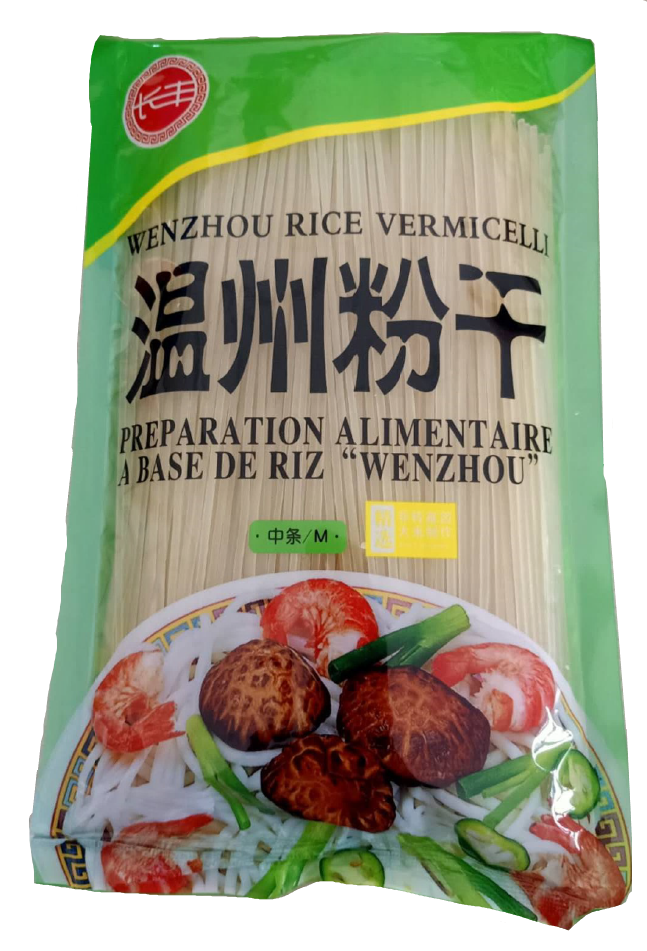 长丰
WENZHOU RICE VERMICELLI
温州粉干
PREPARATION ALIMENTAIRE
A BASE DE RIZ “WENZHOU”
·中条/M·